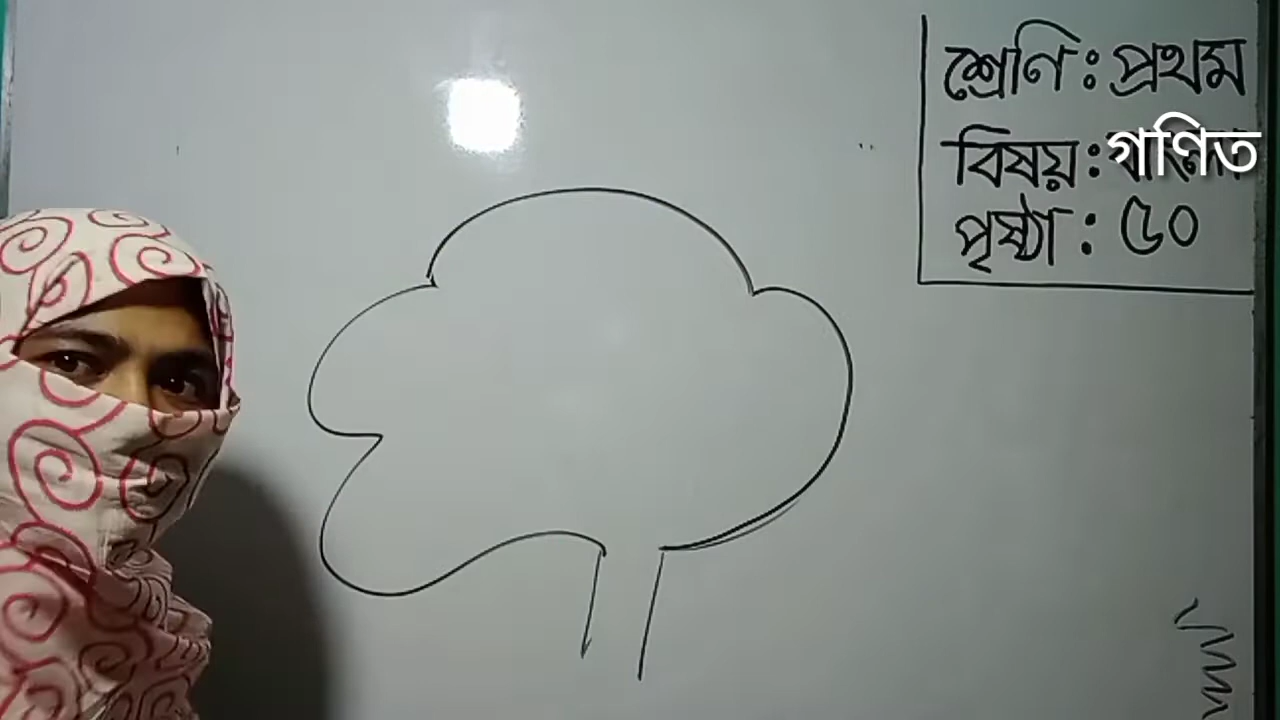 শ্রেণি : প্রথম
বিষয় : গণিত
পৃষ্ঠা : ৫০